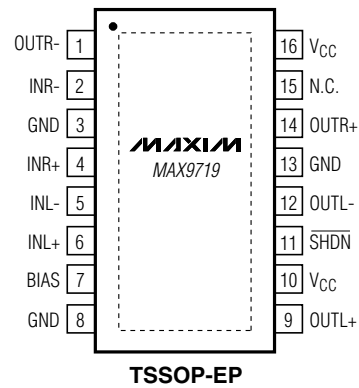 OUTR- 1 16 VCC
INR- 2 15 N.C.
GND 3 14 OUTR+
INR+ 4 MAXIM 13 GND
MAX9719
INL- 5 12 OUTL-
INL+ 6 11 SHDN
BIAS 7 10 VCC
GND 8 9 OUTL+
TSSOP-EP